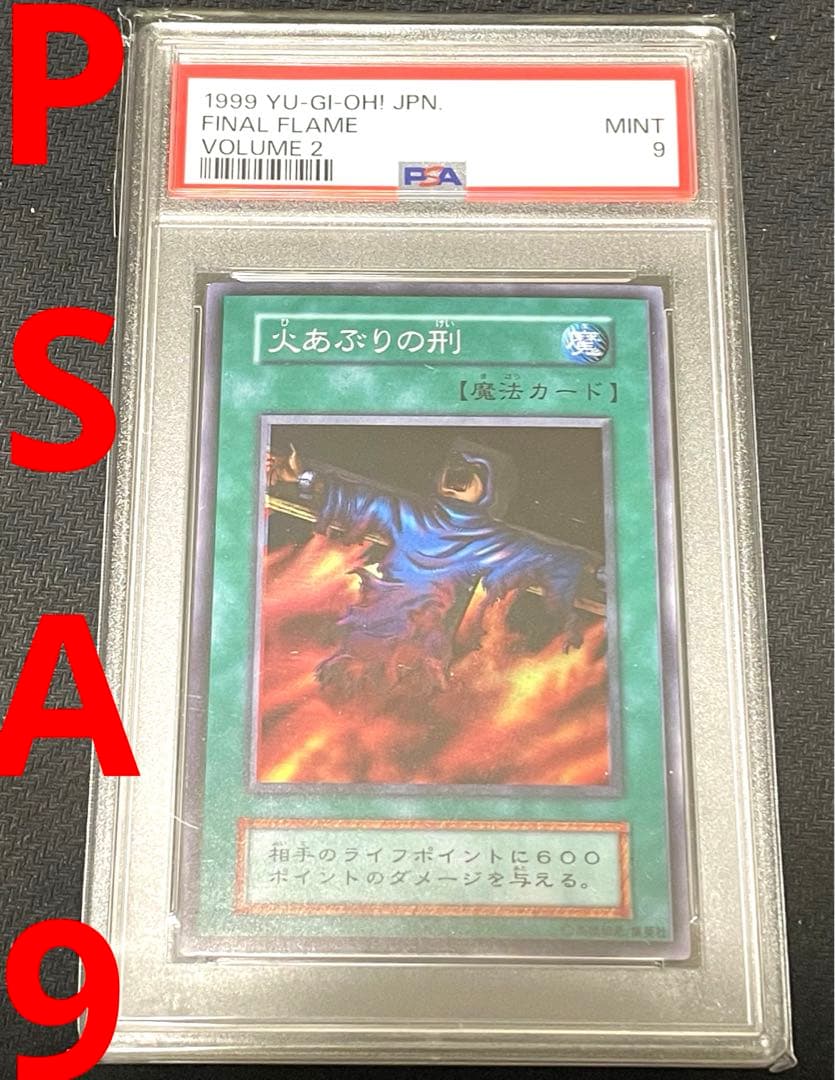 P
S
A
9
1999 YU-GI-OH! JPN.
FINAL FLAME
MINT
VOLUME 2
9
PSA
火あぶりの刑
魔
【魔法カード】
相手のライフポイントに600
ポイントのダメージを与える。